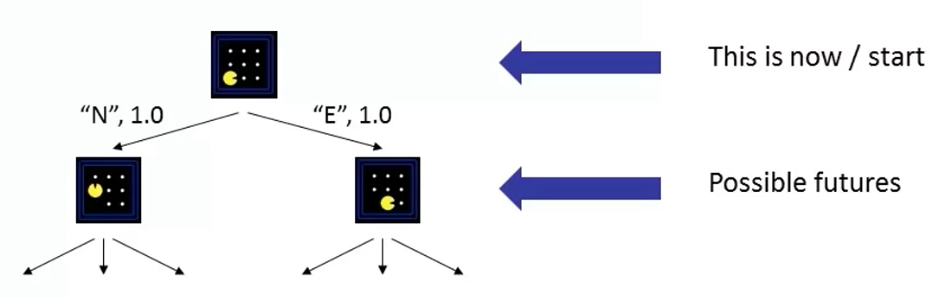 This is now / start
“N”, 1.0
“E”, 1.0
Possible futures